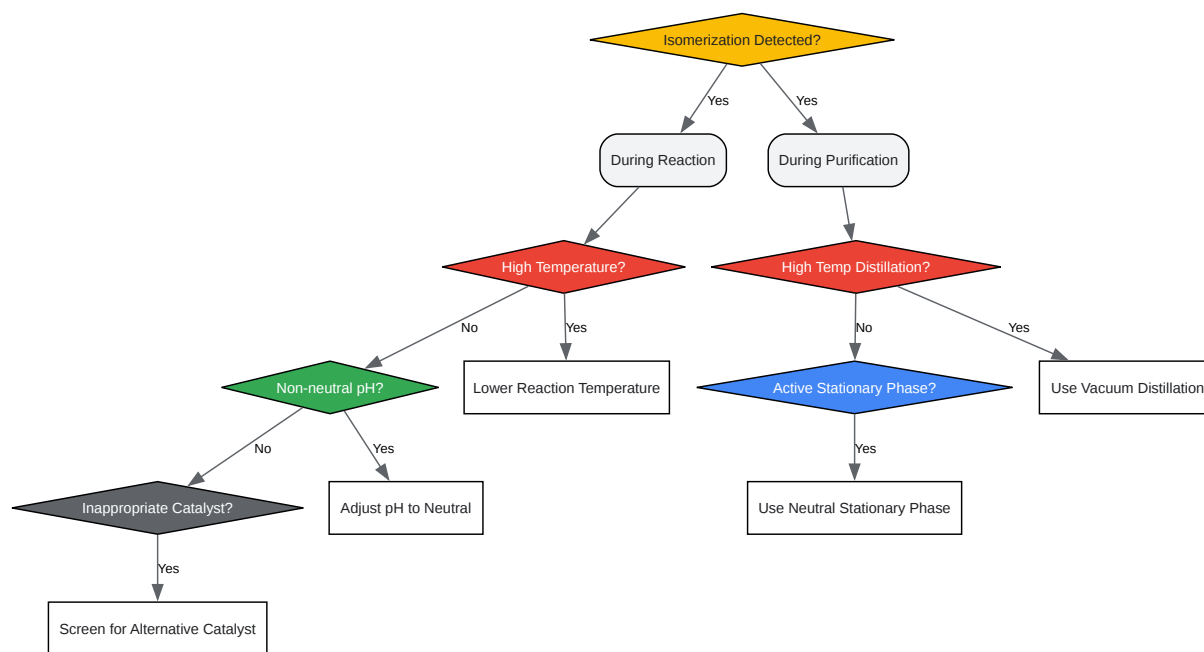 Isomerization Detected?
Yes
Yes
During Reaction
During Purification
High Temperature?
High Temp Distillation?
No
Yes
No
Yes
Non-neutral pH?
Lower Reaction Temperature
Active Stationary Phase?
Use Vacuum Distillation
No
Yes
Yes
Inappropriate Catalyst?
Adjust pH to Neutral
Use Neutral Stationary Phase
Yes
Screen for Alternative Catalyst